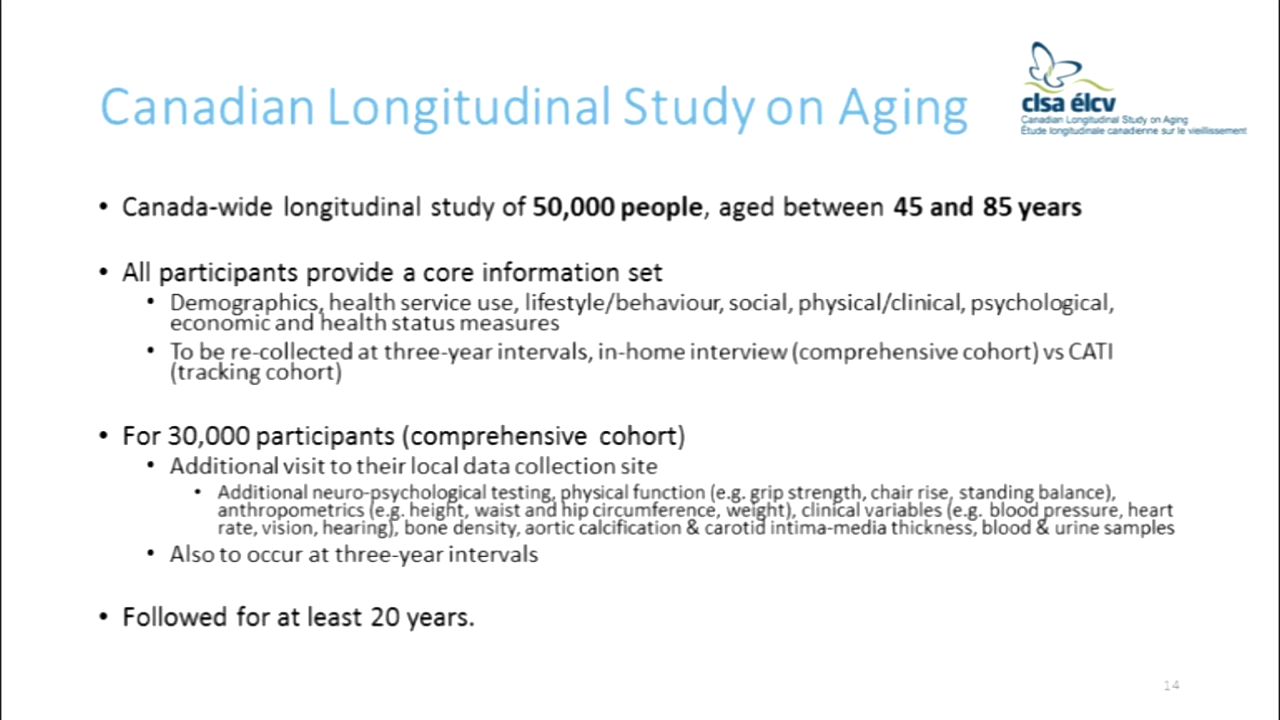 Canadian Longitudinal Study on Aging
clsa élcv
Canadian Longitudinal Study on Aging
Étude longitudinale canadienne sur le vieillissement
• Canada-wide longitudinal study of 50,000 people, aged between 45 and 85 years
• All participants provide a core information set
• Demographics, health service use, lifestyle/behaviour, social, physical/clinical, psychological,
economic and health status measures
• To be re-collected at three-year intervals, in-home interview (comprehensive cohort) vs CATI
(tracking cohort)
• For 30,000 participants (comprehensive cohort)
• Additional visit to their local data collection site
• Additional neuro-psychological testing, physical function (e.g. grip strength, chair rise, standing balance),
anthropometrics (e.g. height, waist and hip circumference, weight), clinical variables (e.g. blood pressure, heart
rate, vision, hearing), bone density, aortic calcification & carotid intima-media thickness, blood & urine samples
• Also to occur at three-year intervals
• Followed for at least 20 years.
14